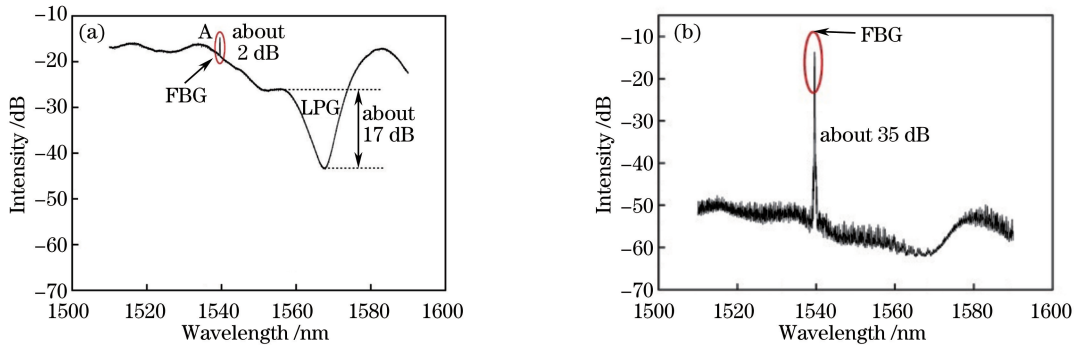 (a)
A
about
2 dB
FBG
LPG
about
17 dB
Intensity /dB
−10
−20
−30
−40
−50
−60
−70
1500
1520
1540
1560
1580
1600
Wavelength /nm
(b)
FBG
about 35 dB
Intensity /dB
−10
−20
−30
−40
−50
−60
−70
1500
1520
1540
1560
1580
1600
Wavelength /nm